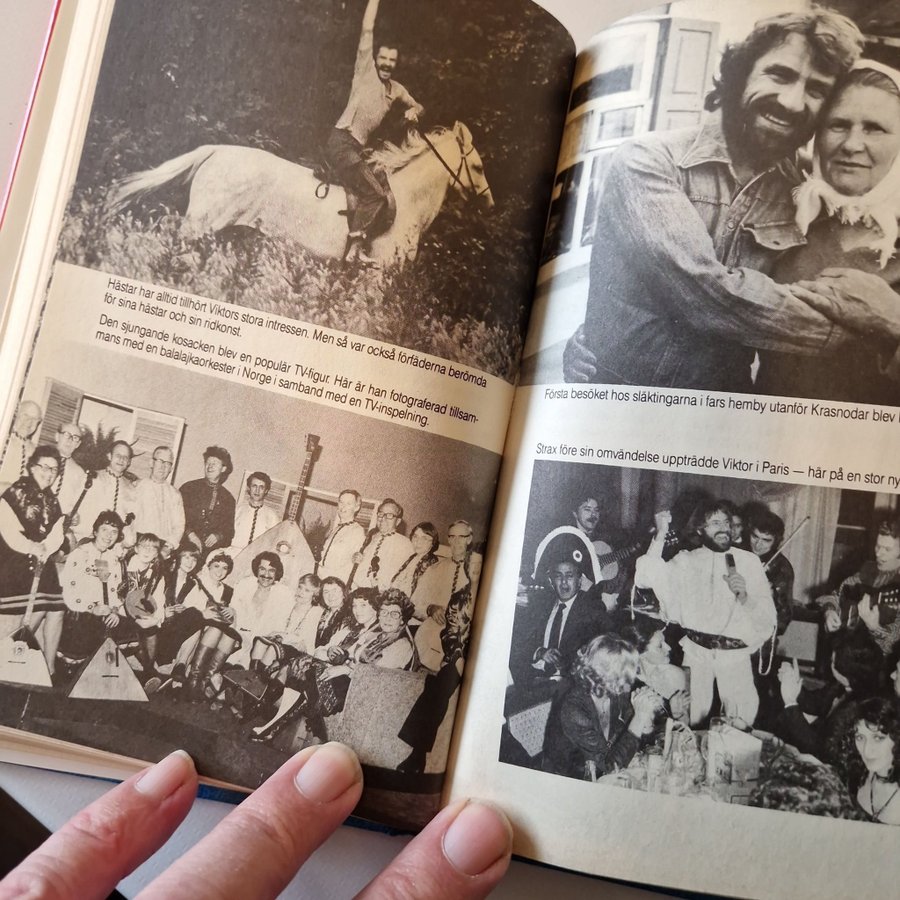 Hästar har alltid tillhört Viktors stora intressen. Men så var också förfäderna berömda
för sina hästar och sin ridkonst.
Den sjungande kosacken blev en populär TV-figur. Här är han fotograferad tillsam-
mans med en balalajkaorkester i Norge i samband med en TV-inspelning.
Första besöket hos släktingarna i fars hemby utanför Krasnodar blev
Strax före sin omvändelse uppträdde Viktor i Paris — här på en stor ny